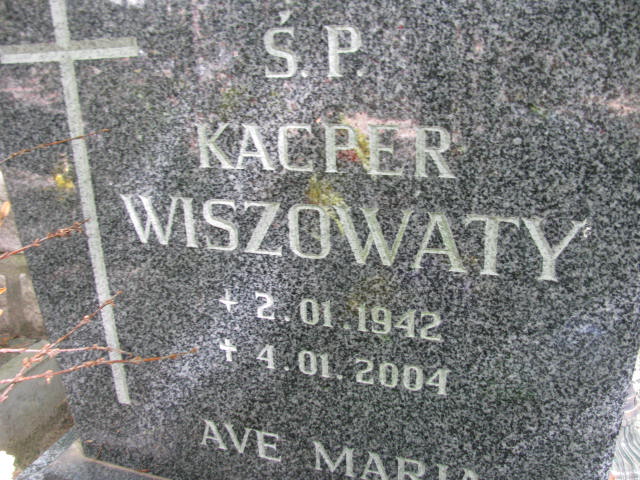 Ś.P.
KACPER
WISZOWATY
+ 2.01.1942
+ 4.01.2004
AVE MARIA